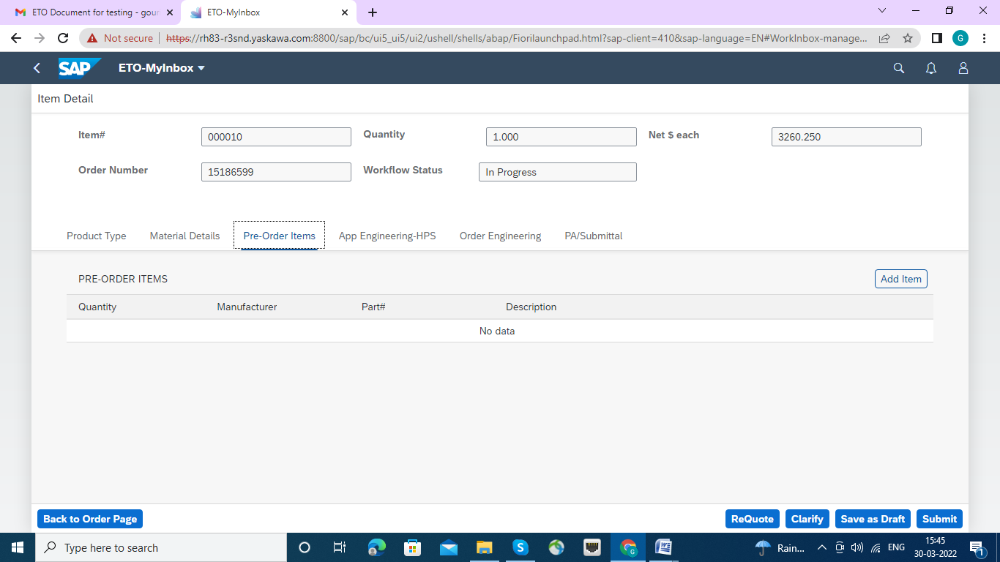 ETO Document for testing - gour
ETO-MyInbox
Not secure
https://rh83-r3snd.yaskawa.com:8800/sap/bc/ui5_ui5/ui2/ushell/shells/abap/Fiorilaunchpad.html?sap-client=410&sap-language=EN#WorkInbox-manage...
G
SAP
ETO-MyInbox
Item Detail
Item# 000010 Quantity 1.000 Net $ each 3260.250
Order Number 15186599 Workflow Status In Progress
Product Type Material Details Pre-Order Items App Engineering-HPS Order Engineering PA/Submittal
PRE-ORDER ITEMS Add Item
Quantity Manufacturer Part# Description
No data
Back to Order Page ReQuote Clarify Save as Draft Submit
Type here to search
S
G
W
Rain...
ENG
15:45
30-03-2022
1